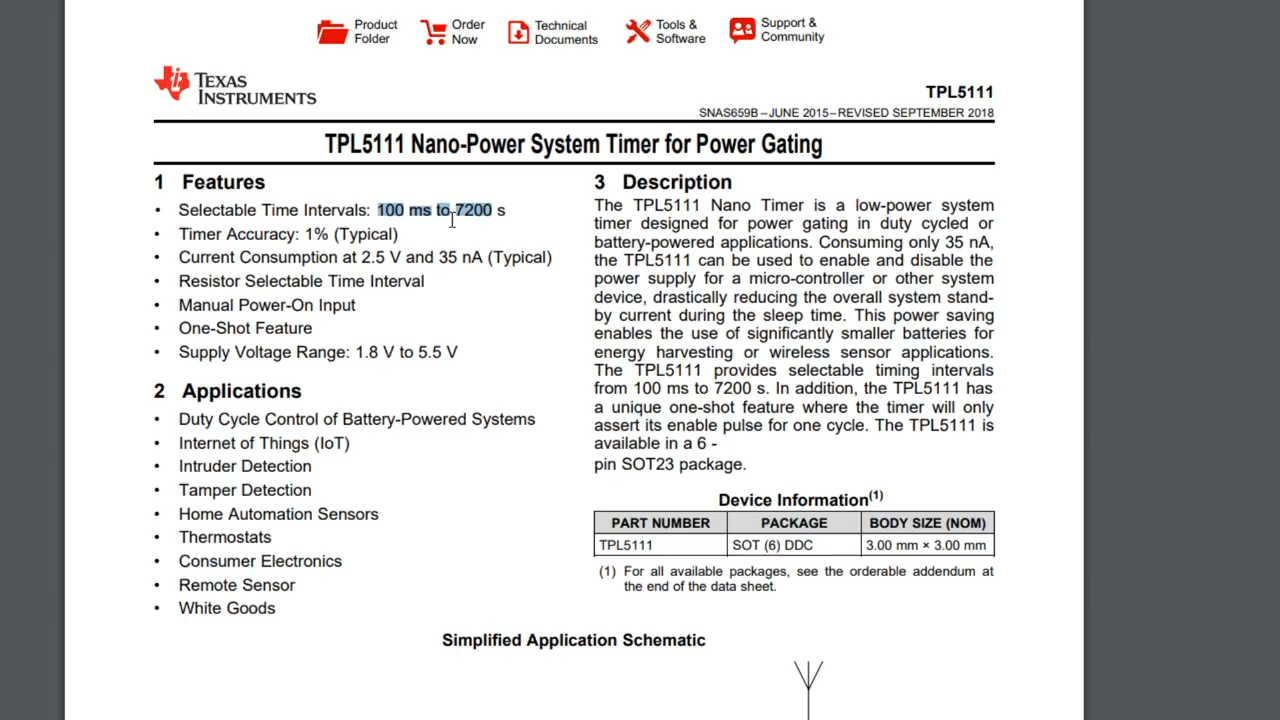 Product
Folder
Order
Now
Technical
Documents
Tools &
Software
Support &
Community
TEXAS
INSTRUMENTS
TPL5111
SNAS659B – JUNE 2015 – REVISED SEPTEMBER 2018
TPL5111 Nano-Power System Timer for Power Gating
1 Features
• Selectable Time Intervals: 100 ms to 7200 s
• Timer Accuracy: 1% (Typical)
• Current Consumption at 2.5 V and 35 nA (Typical)
• Resistor Selectable Time Interval
• Manual Power-On Input
• One-Shot Feature
• Supply Voltage Range: 1.8 V to 5.5 V
2 Applications
• Duty Cycle Control of Battery-Powered Systems
• Internet of Things (IoT)
• Intruder Detection
• Tamper Detection
• Home Automation Sensors
• Thermostats
• Consumer Electronics
• Remote Sensor
• White Goods
3 Description
The TPL5111 Nano Timer is a low-power system
timer designed for power gating in duty cycled or
battery-powered applications. Consuming only 35 nA,
the TPL5111 can be used to enable and disable the
power supply for a micro-controller or other system
device, drastically reducing the overall system stand-
by current during the sleep time. This power saving
enables the use of significantly smaller batteries for
energy harvesting or wireless sensor applications.
The TPL5111 provides selectable timing intervals
from 100 ms to 7200 s. In addition, the TPL5111 has
a unique one-shot feature where the timer will only
assert its enable pulse for one cycle. The TPL5111 is
available in a 6 -
pin SOT23 package.
Device Information(1)
PART NUMBER PACKAGE BODY SIZE (NOM)
TPL5111 SOT (6) DDC 3.00 mm × 3.00 mm
(1) For all available packages, see the orderable addendum at
the end of the data sheet.
Simplified Application Schematic